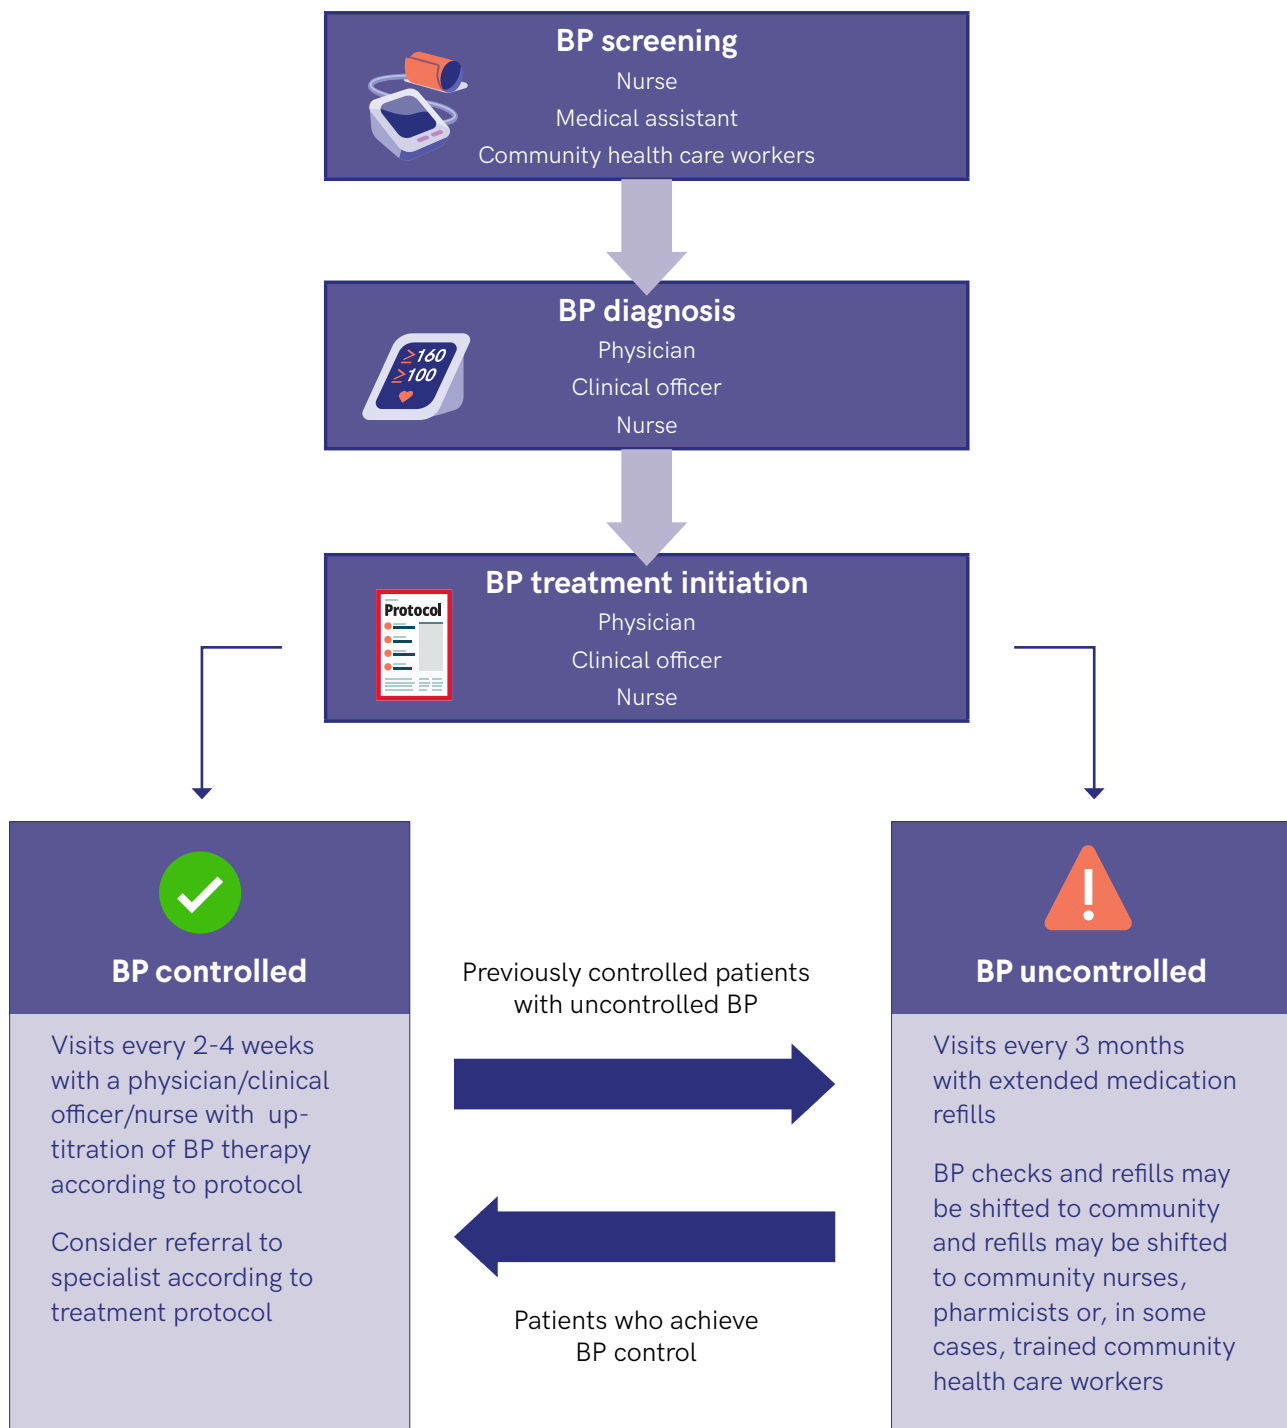 BP screening
Nurse
Medical assistant
Community health care workers
BP diagnosis
≥160
≥100
Physician
Clinical officer
Nurse
BP treatment initiation
Protocol
Physician
Clinical officer
Nurse
BP controlled
Visits every 2-4 weeks
with a physician/clinical
officer/nurse with up-
titration of BP therapy
according to protocol
Consider referral to
specialist according to
treatment protocol
Previously controlled patients
with uncontrolled BP
Patients who achieve
BP control
BP uncontrolled
Visits every 3 months
with extended medication
refills
BP checks and refills may
be shifted to community
and refills may be shifted
to community nurses,
pharmicists or, in some
cases, trained community
health care workers